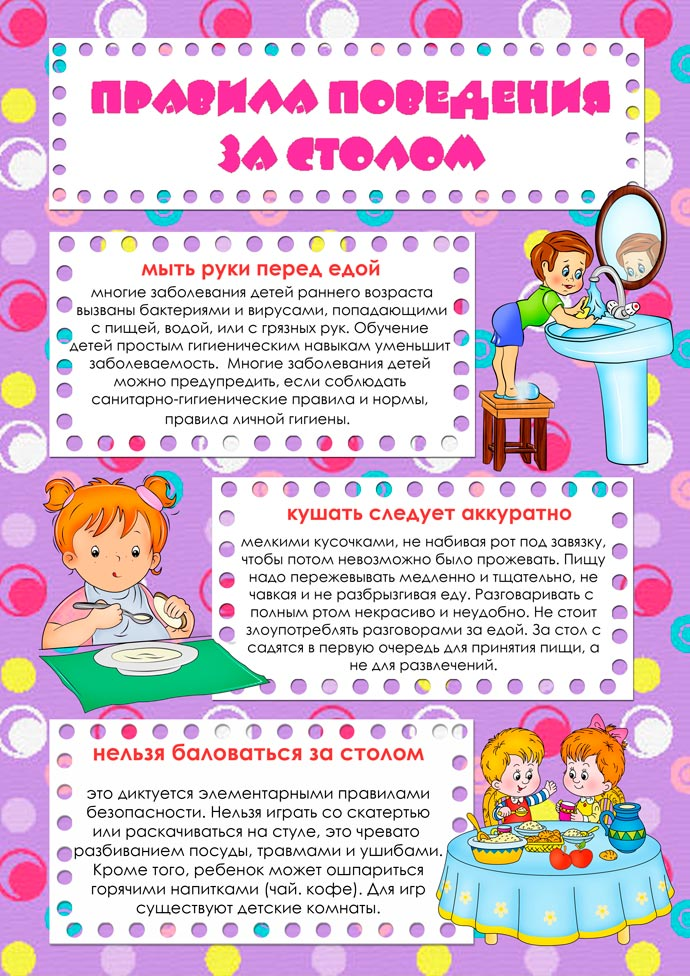 ПРАВИЛА ПОВЕДЕНИЯ
ЗА СТОЛОМ
мыть руки перед едой
многие заболевания детей раннего возраста
вызваны бактериями и вирусами, попадающими
с пищей, водой, или с грязных рук. Обучение
детей простым гигиеническим навыкам уменьшит
заболеваемость. Многие заболевания детей
можно предупредить, если соблюдать
санитарно-гигиенические правила и нормы,
правила личной гигиены.
кушать следует аккуратно
мелкими кусочками, не набивая рот под завязку,
чтобы потом невозможно было прожевать. Пищу
надо пережевывать медленно и тщательно, не
чавкая и не разбрызгивая еду. Разговаривать с
полным ртом некрасиво и неудобно. Не стоит
злоупотреблять разговорами за едой. За стол с
садятся в первую очередь для принятия пищи, а
не для развлечений.
нельзя баловаться за столом
это диктуется элементарными правилами
безопасности. Нельзя играть со скатертью
или раскачиваться на стуле, это чревато
разбиванием посуды, травмами и ушибами.
Кроме того, ребенок может ошпариться
горячими напитками (чай. кофе). Для игр
существуют детские комнаты.